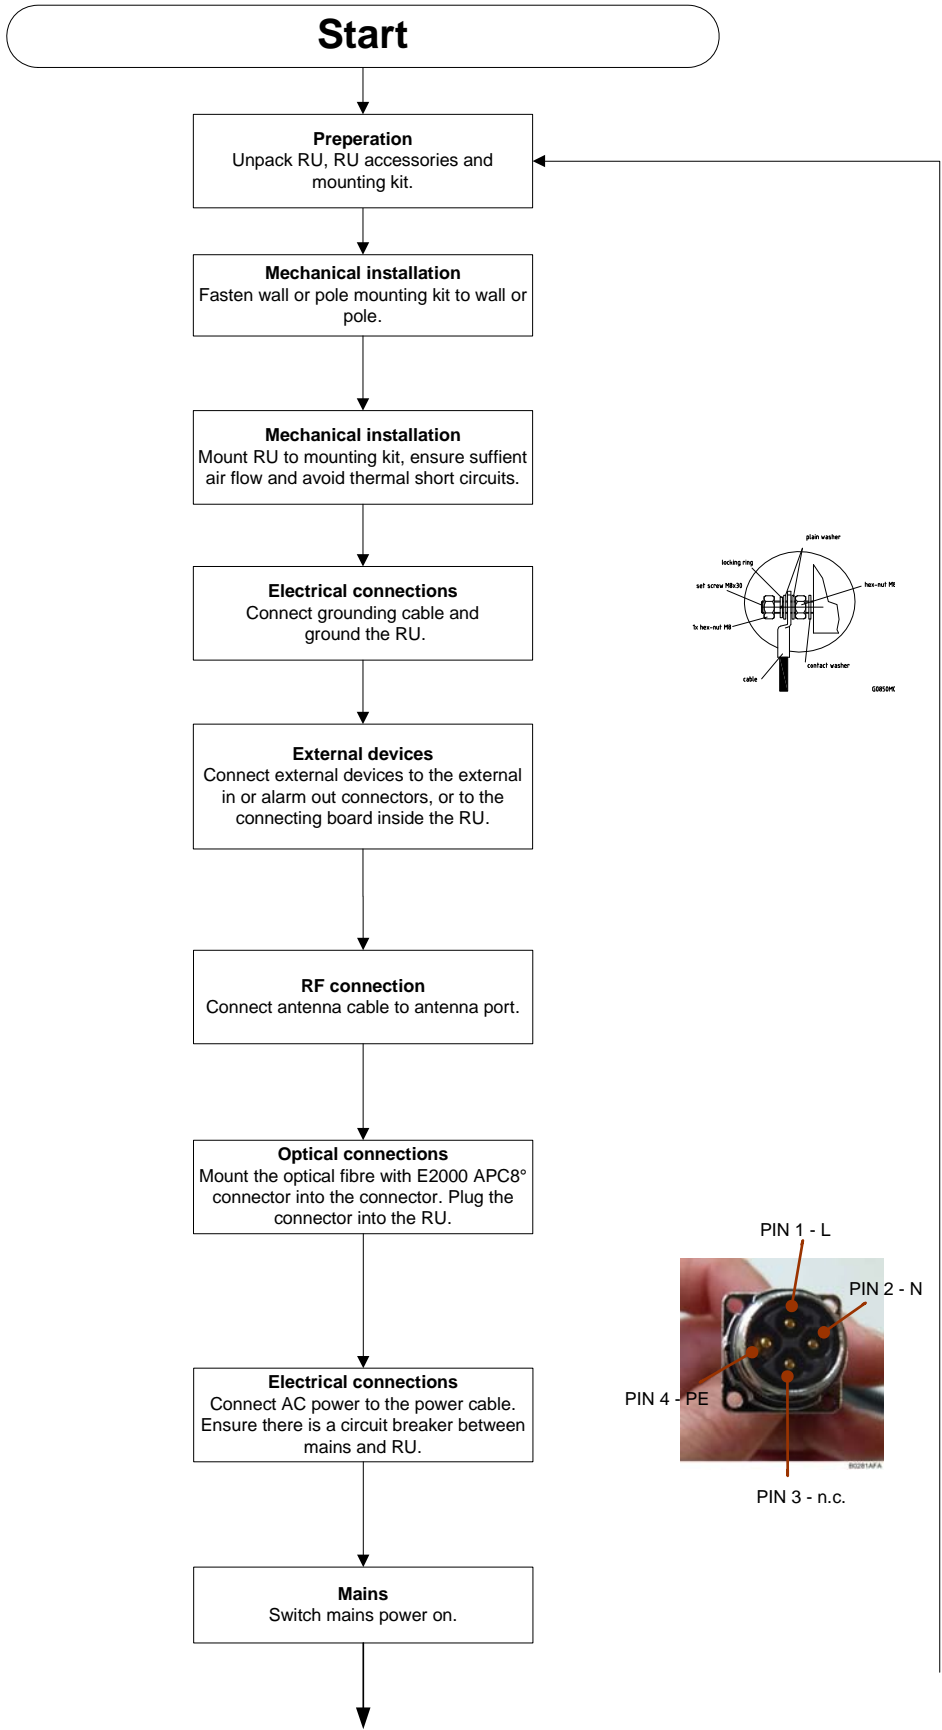 Start
Preperation
Unpack RU, RU accessories and
mounting kit.
Mechanical installation
Fasten wall or pole mounting kit to wall or
pole.
Mechanical installation
Mount RU to mounting kit, ensure suffient
air flow and avoid thermal short circuits.
plain washer
locking ring
set screw M8x30
hex-nut M8
1x hex-nut M8
contact washer
cable
Electrical connections
Connect grounding cable and
ground the RU.
External devices
Connect external devices to the external
in or alarm out connectors, or to the
connecting board inside the RU.
RF connection
Connect antenna cable to antenna port.
Optical connections
Mount the optical fibre with E2000 APC8°
connector into the connector. Plug the
connector into the RU.
PIN 1 - L
PIN 2 - N
PIN 4 - PE
B0281AFA
PIN 3 - n.c.
Electrical connections
Connect AC power to the power cable.
Ensure there is a circuit breaker between
mains and RU.
Mains
Switch mains power on.